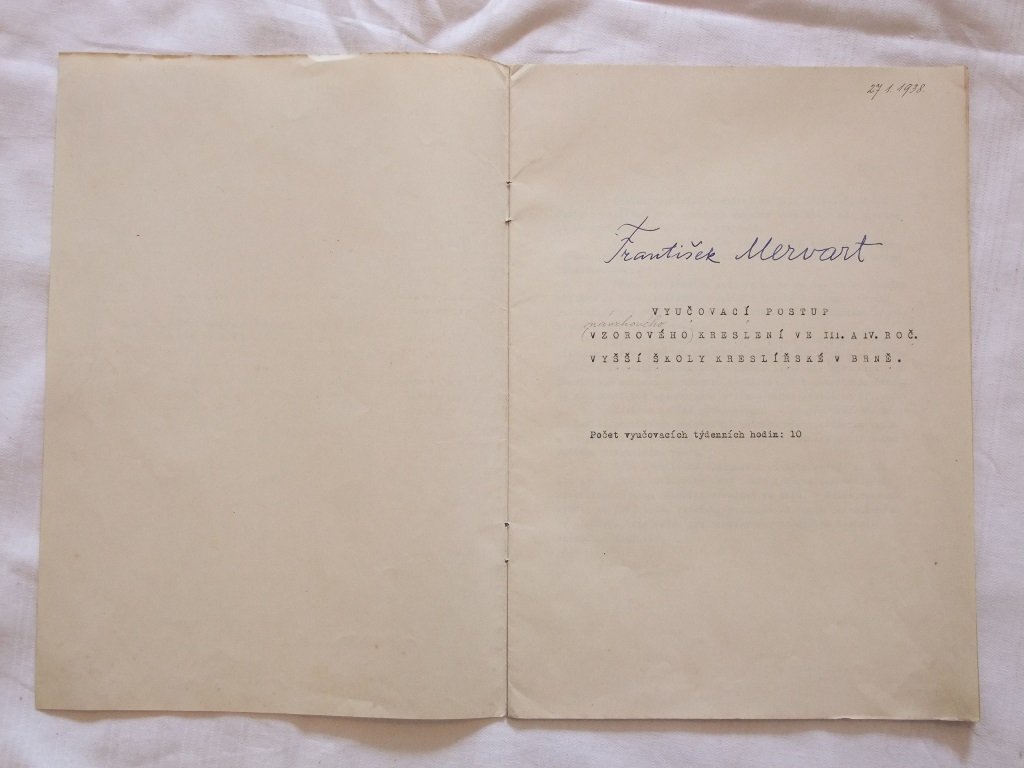 27. 1. 1938.
František Mervart
VYUČOVACÍ POSTUP
návrhového
(VZOROVÉHO) KRESLENÍ VE III. A IV. ROČ.
VYŠŠÍ ŠKOLY KRESLÍŘSKÉ V BRNĚ.
Počet vyučovacích týdenních hodin: 10